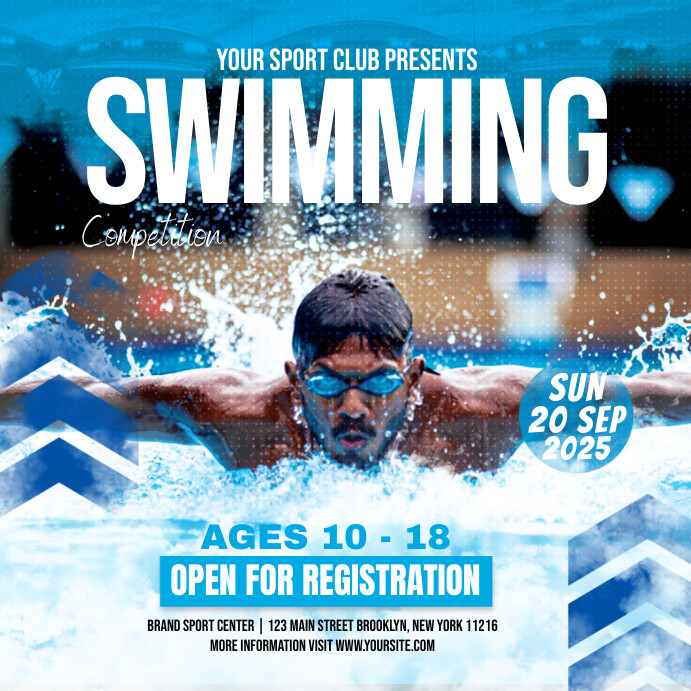 YOUR SPORT CLUB PRESENTS
SWIMMING
Competition
SUN
20 SEP
2025
AGES 10 - 18
OPEN FOR REGISTRATION
BRAND SPORT CENTER | 123 MAIN STREET BROOKLYN, NEW YORK 11216
MORE INFORMATION VISIT WWW.YOURSITE.COM